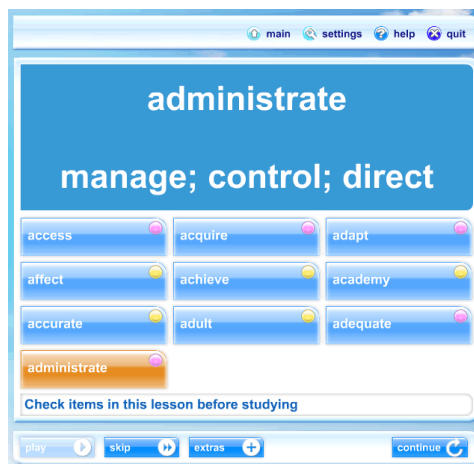 main settings help quit
administrate
manage; control; direct
access acquire adapt
affect achieve academy
accurate adult adequate
administrate
Check items in this lesson before studying
play skip extras continue